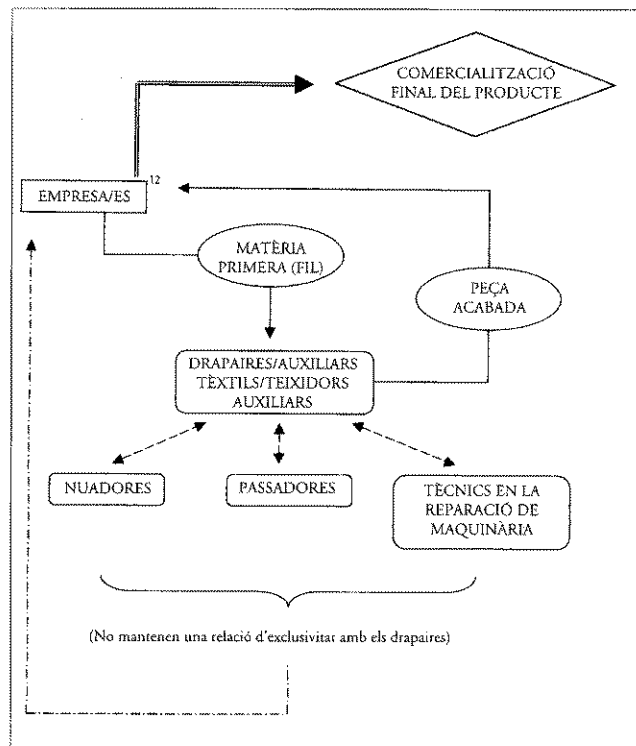 COMERCIALITZACIÓ
FINAL DEL PRODUCTE
EMPRESA/ES
12
MATÈRIA
PRIMERA (FIL)
PEÇA
ACABADA
DRAPAIRES/AUXILIARS
TÈXTILS/TEIXIDORS
AUXILIARS
NUADORES
PASSADORES
TÈCNICS EN LA
REPARACIÓ DE
MAQUINÀRIA
(No mantenen una relació d'exclusivitat amb els drapaires)